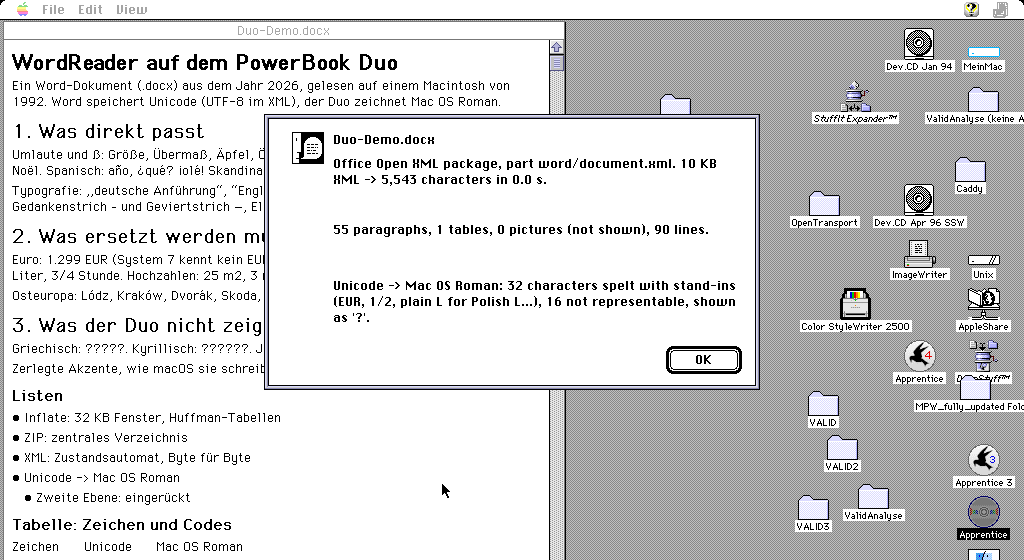 File Edit View
Duo-Demo.docx
WordReader auf dem PowerBook Duo
Ein Word-Dokument (.docx) aus dem Jahr 2026, gelesen auf einem Macintosh von
1992. Word speichert Unicode (UTF-8 im XML), der Duo zeichnet Mac OS Roman.
1. Was direkt passt
Umlaute und ß: Größe, Übermaß, Äpfel,
Noël. Spanisch: año, ¿qué? ¡olé! Skandina
Typografie: ,,deutsche Anführung", “Engl
Gedankenstrich - und Geviertstrich —, El
2. Was ersetzt werden
Euro: 1.299 EUR (System 7 kennt kein EUR
Liter, 3/4 Stunde. Hochzahlen: 25 m2, 3
Osteuropa: Lódz, Kraków, Dvorák, Skoda,
3. Was der Duo nicht zeig
Griechisch: ?????. Kyrillisch: ??????. J
Zerlegte Akzente, wie macOS sie schreib
Listen
• Inflate: 32 KB Fenster, Huffman-Tabellen
• ZIP: zentrales Verzeichnis
• XML: Zustandsautomat, Byte für Byte
• Unicode -> Mac OS Roman
• Zweite Ebene: eingerückt
Tabelle: Zeichen und Codes
Zeichen Unicode Mac OS Roman
Duo-Demo.docx
Office Open XML package, part word/document.xml. 10 KB
XML -> 5,543 characters in 0.0 s.
55 paragraphs, 1 tables, 0 pictures (not shown), 90 lines.
Unicode -> Mac OS Roman: 32 characters spelt with stand-ins
(EUR, 1/2, plain L for Polish L...), 16 not representable, shown
as '?'.
OK
Dev.CD Jan 94
MeinMac
StuffIt Expander™
ValidAnalyse (keine A
Caddy
OpenTransport
Dev.CD Apr 96 SSW
ImageWriter
Unix
Color StyleWriter 2500
AppleShare
4
Apprentice
MPW_fully_updated Fold
VALID
VALID2
3
Apprentice 3
ValidAnalyse
VALID3
Apprentice